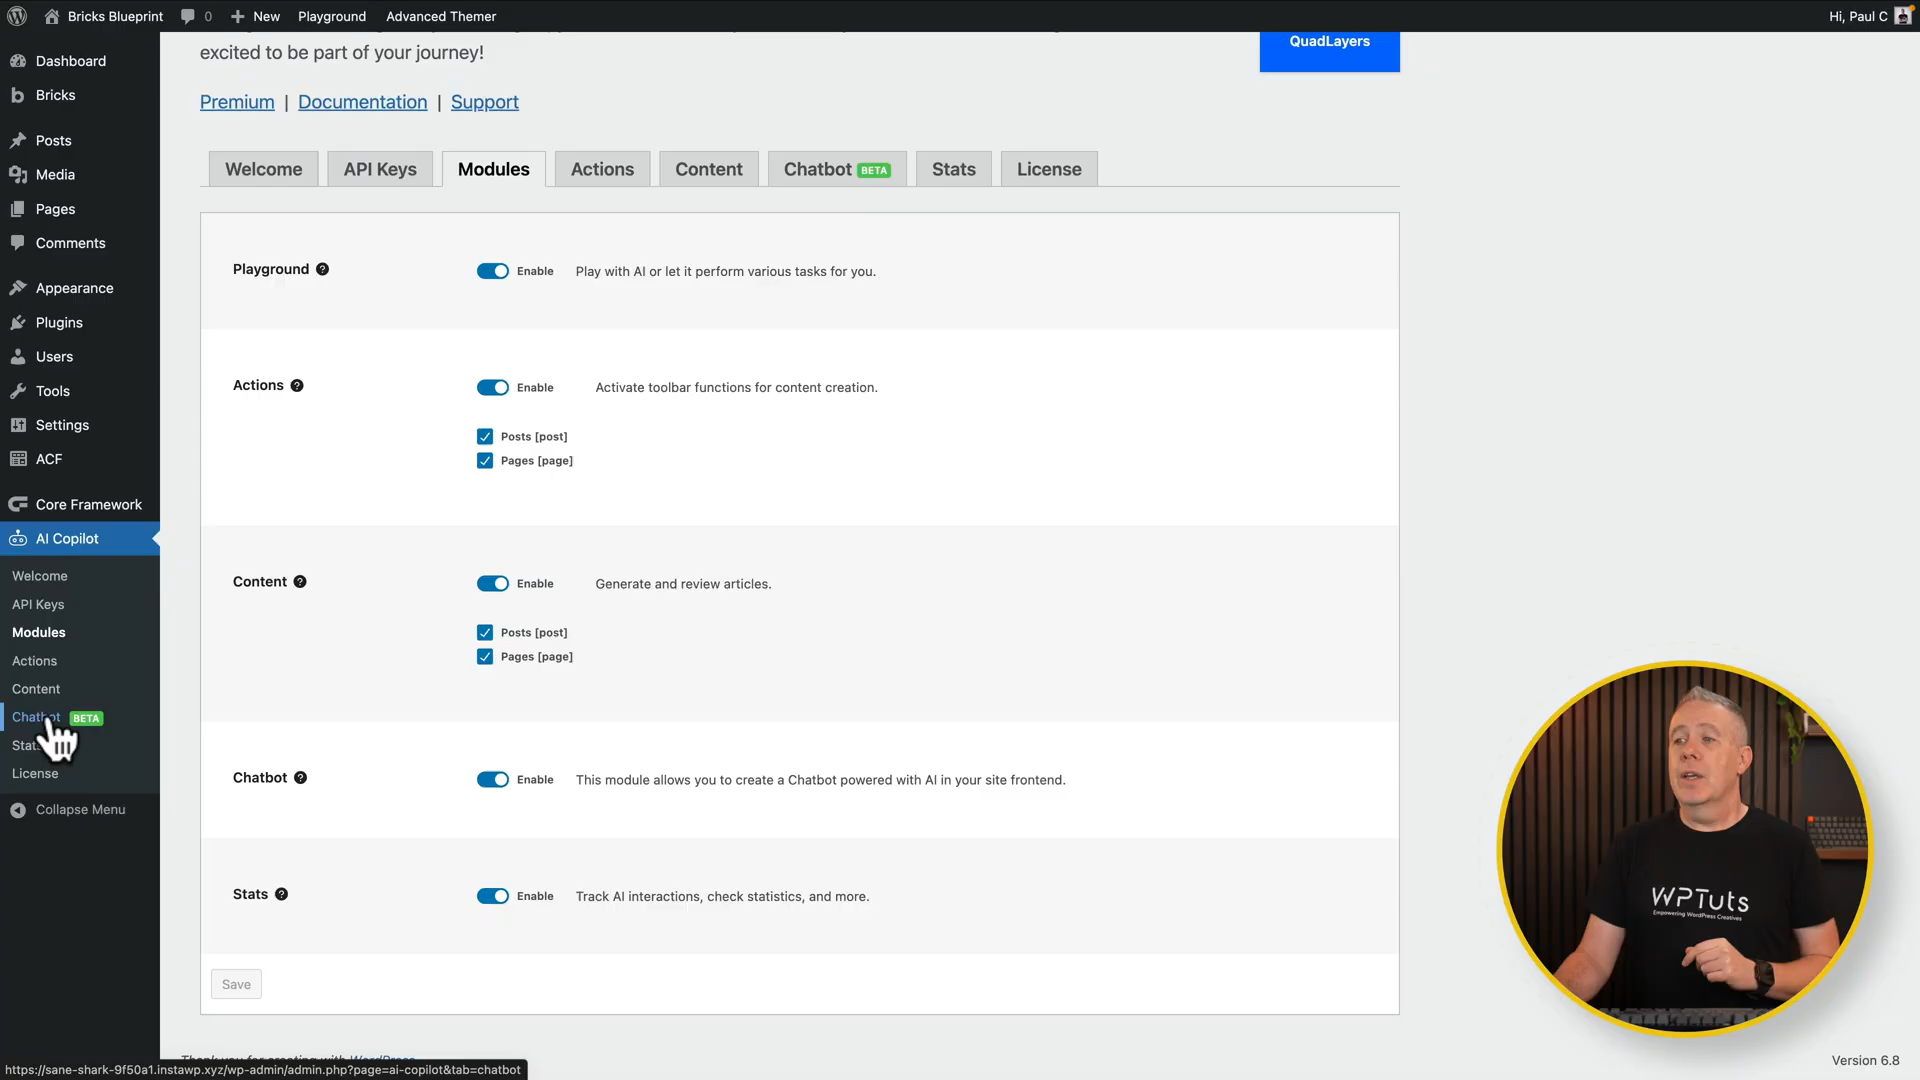 Bricks Blueprint
0
New
Playground
Advanced Themer
Hi, Paul C
Dashboard
Bricks
Posts
Media
Pages
Comments
Appearance
Plugins
Users
Tools
Settings
ACF
Core Framework
AI Copilot
Welcome
API Keys
Modules
Actions
Content
Chatbot BETA
License
Collapse Menu
excited to be part of your journey!
QuadLayers
Premium | Documentation | Support
Welcome
API Keys
Modules
Actions
Content
Chatbot BETA
Stats
License
Playground
Enable
Play with AI or let it perform various tasks for you.
Actions
Enable
Activate toolbar functions for content creation.
Posts [post]
Pages [page]
Content
Enable
Generate and review articles.
Posts [post]
Pages [page]
Chatbot
Enable
This module allows you to create a Chatbot powered with AI in your site frontend.
Stats
Enable
Track AI interactions, check statistics, and more.
Save
WPTuts
Empowering WordPress Creatives
Thank you for creating with WordPress
https://sane-shark-9f50a1.instawp.xyz/wp-admin/admin.php?page=ai-copilot&tab=chatbot
Version 6.8